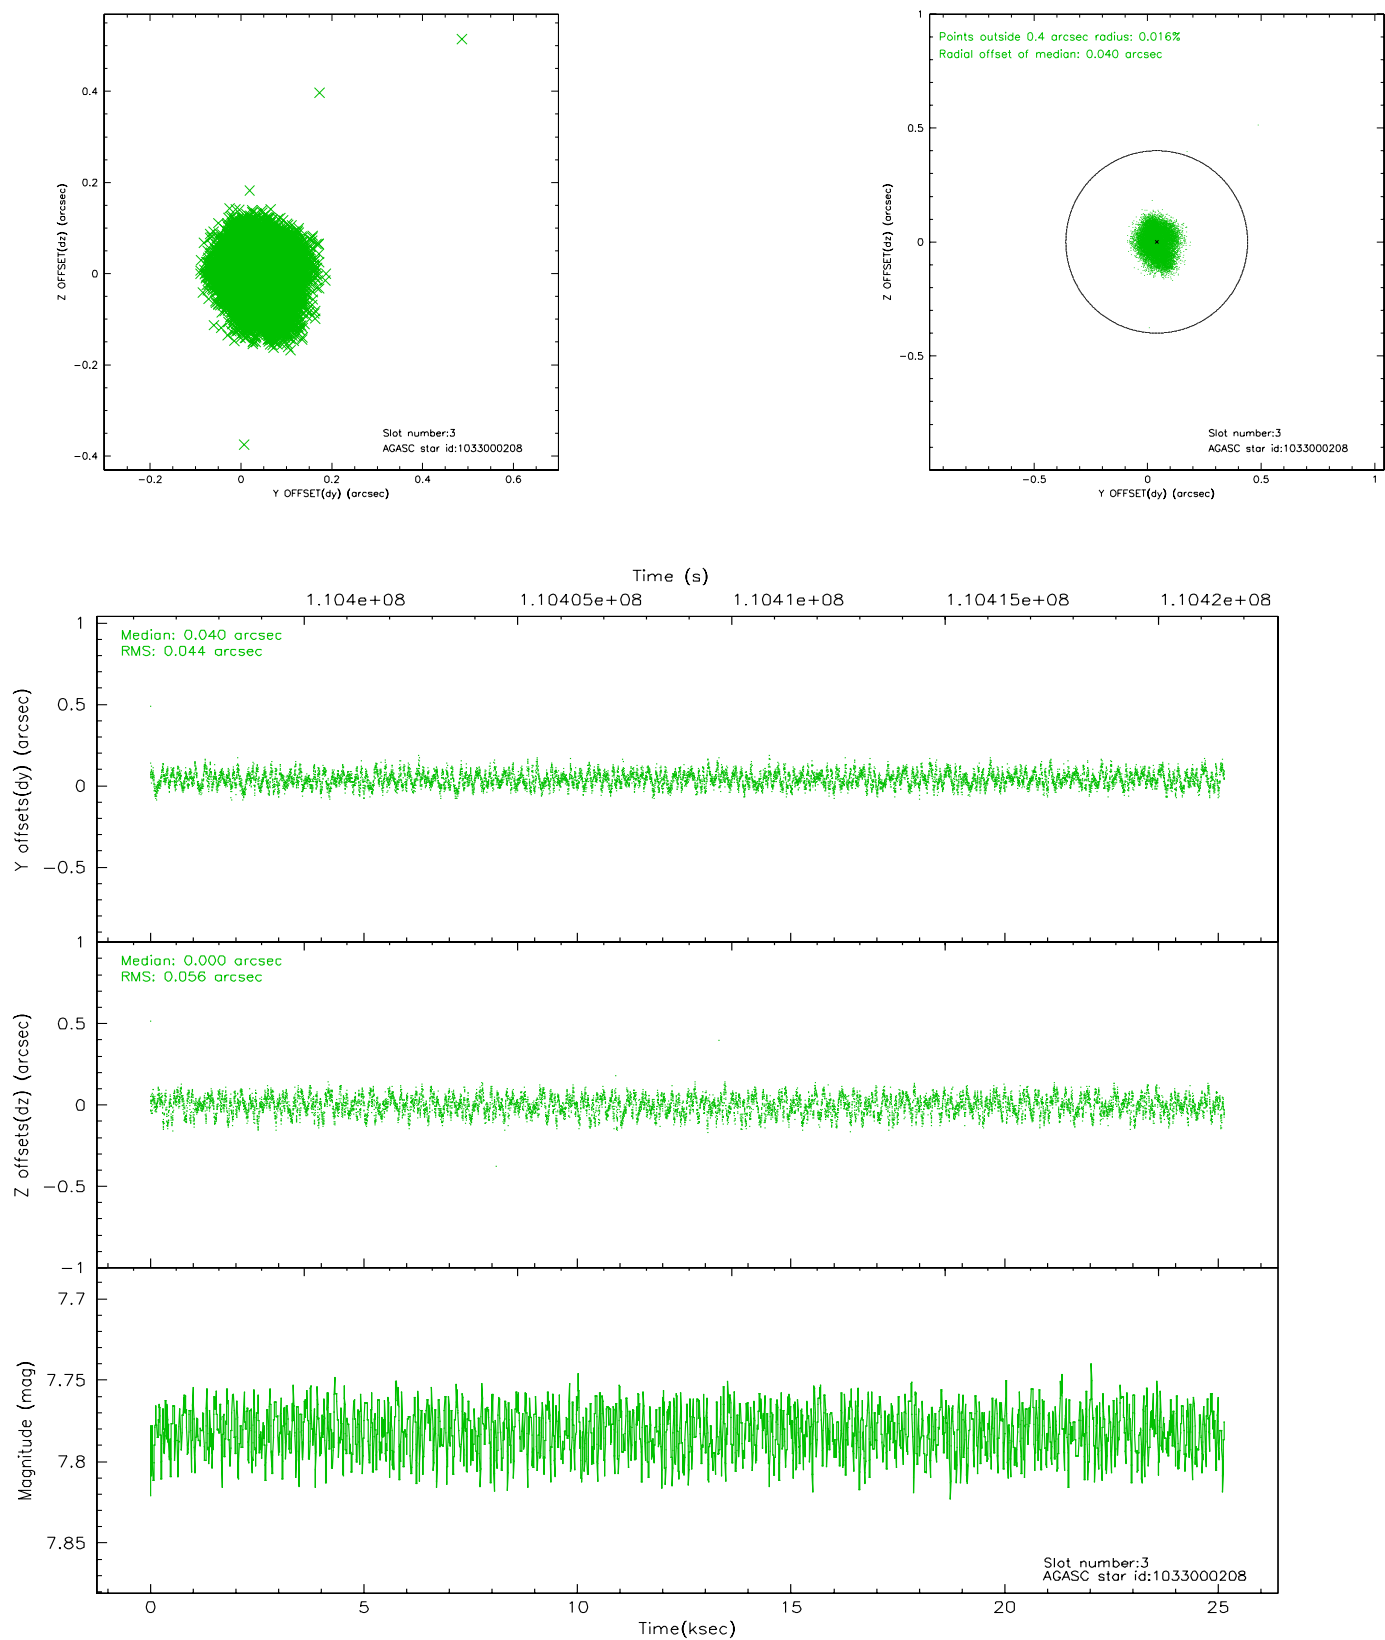 0.4
0.2
0
−0.2
−0.4
Z OFFSET(dz) (arcsec)
−0.2
0
0.2
0.4
0.6
Y OFFSET(dy) (arcsec)
Slot number:3
AGASC star id:1033000208
1
0.5
0
−0.5
Z OFFSET(dz) (arcsec)
Points outside 0.4 arcsec radius: 0.016%
Radial offset of median: 0.040 arcsec
Slot number:3
AGASC star id:1033000208
−0.5
0
0.5
1
Y OFFSET(dy) (arcsec)
Time (s)
1.104e+08
1.10405e+08
1.1041e+08
1.10415e+08
1.1042e+08
1
0.5
0
−0.5
Y offsets(dy) (arcsec)
Median: 0.040 arcsec
RMS: 0.044 arcsec
1
0.5
0
−0.5
−1
Z offsets(dz) (arcsec)
Median: 0.000 arcsec
RMS: 0.056 arcsec
7.7
7.75
7.8
7.85
Magnitude (mag)
Slot number:3
AGASC star id:1033000208
0
5
10
15
20
25
Time(ksec)